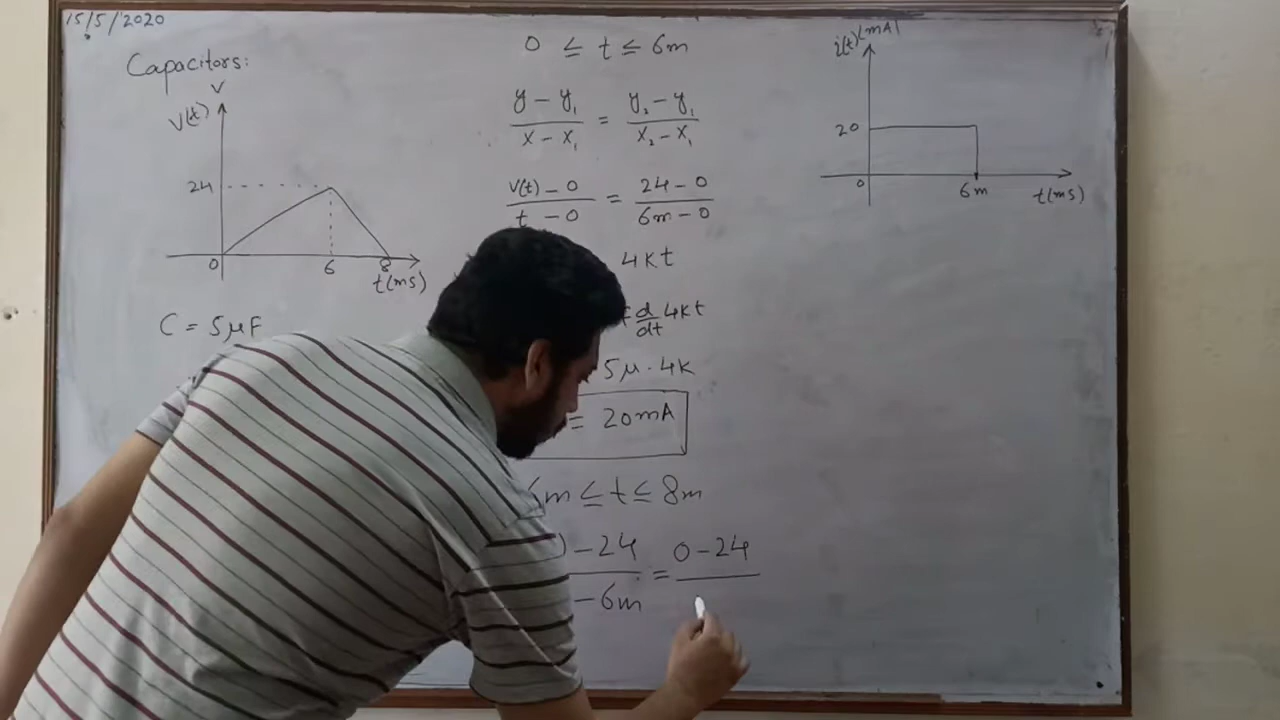 15/5/2020
Capacitors:
V
V(t)
24
0
6
8
t(ms)
C = 5μF
0 ≤ t ≤ 6m
y - y₁ / x - x₁ = y₂ - y₁ / x₂ - x₁
v(t) - 0 / t - 0 = 24 - 0 / 6m - 0
4kt
d/dt 4kt
5μ . 4k
= 20mA
6m ≤ t ≤ 8m
) - 24 / - 6m = 0 - 24
i(t)(mA)
20
0
6m
t(ms)